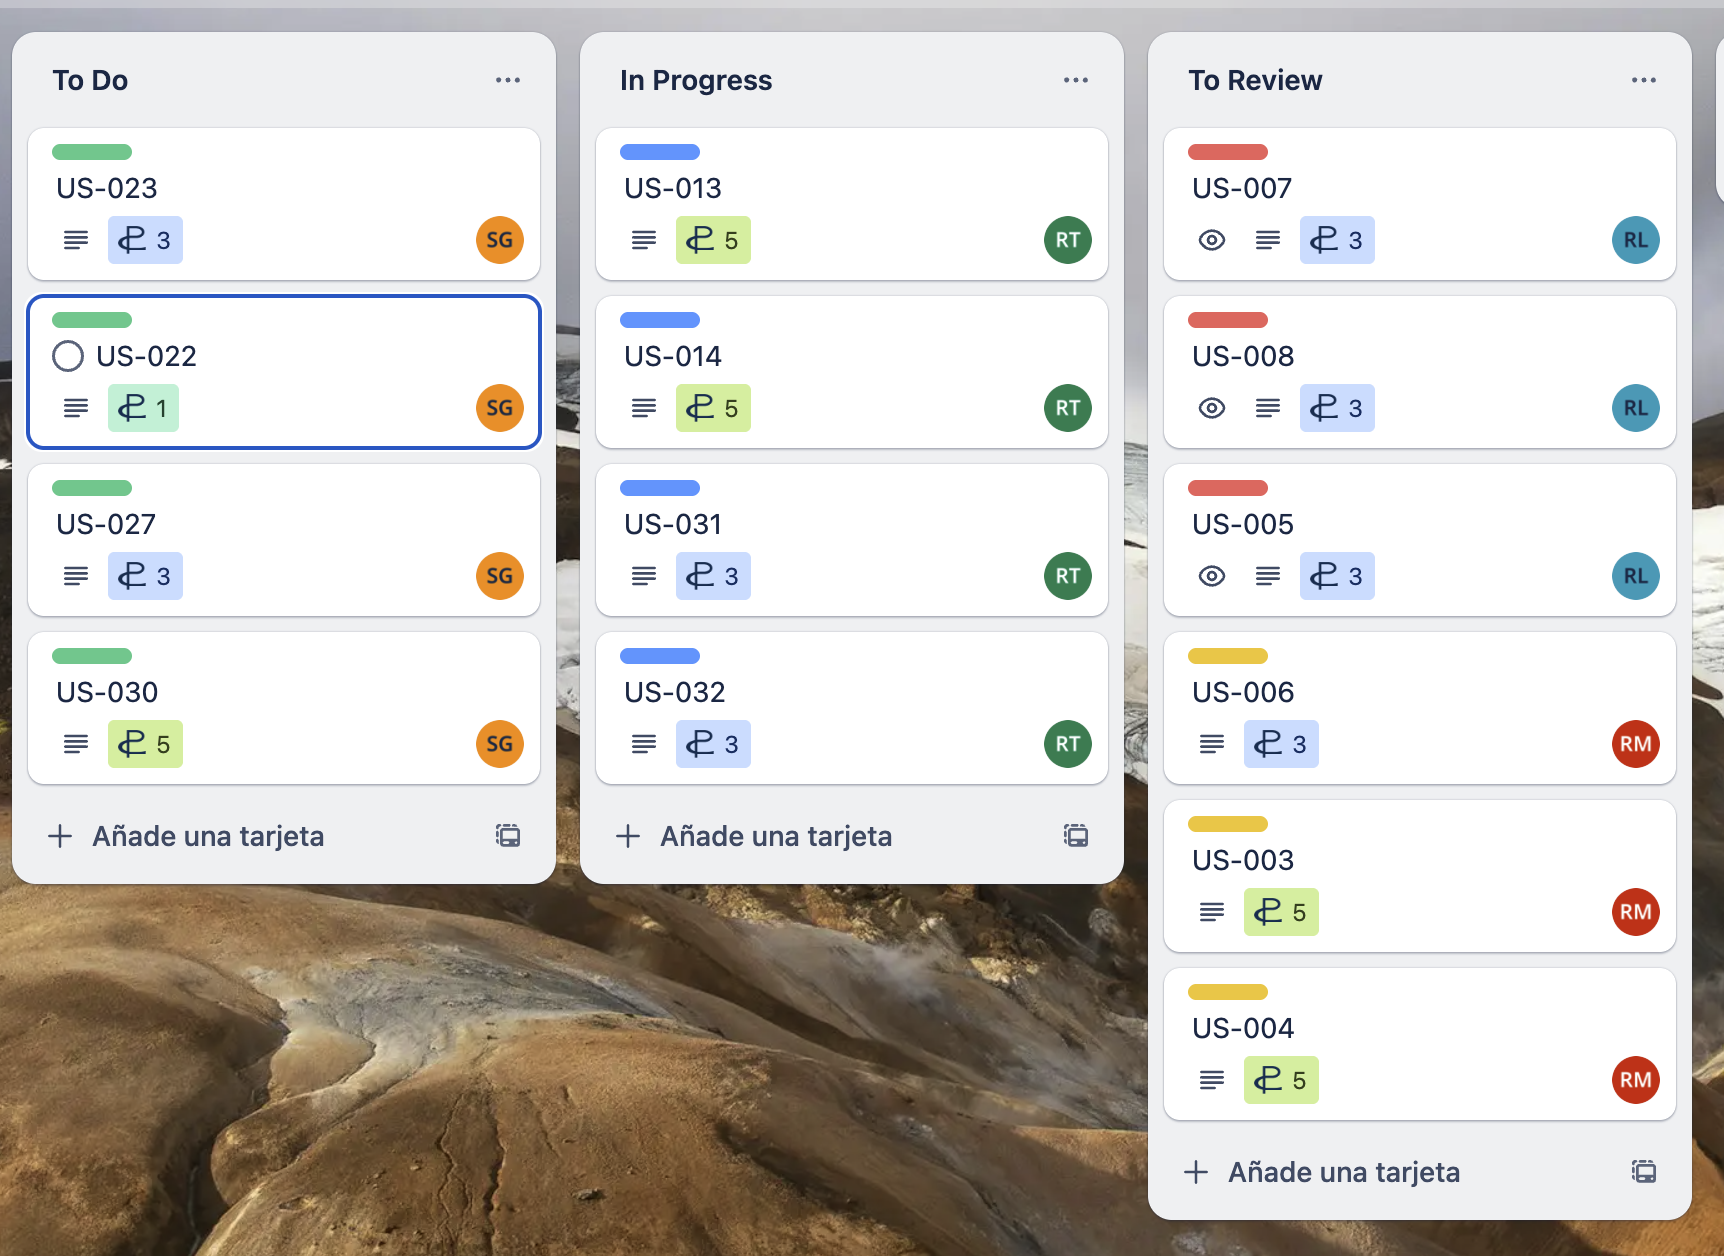 To Do
US-023
3
SG
US-022
1
SG
US-027
3
SG
US-030
5
SG
Añade una tarjeta
In Progress
US-013
5
RT
US-014
5
RT
US-031
3
RT
US-032
3
RT
Añade una tarjeta
To Review
US-007
3
RL
US-008
3
RL
US-005
3
RL
US-006
3
RM
US-003
5
RM
US-004
5
RM
Añade una tarjeta